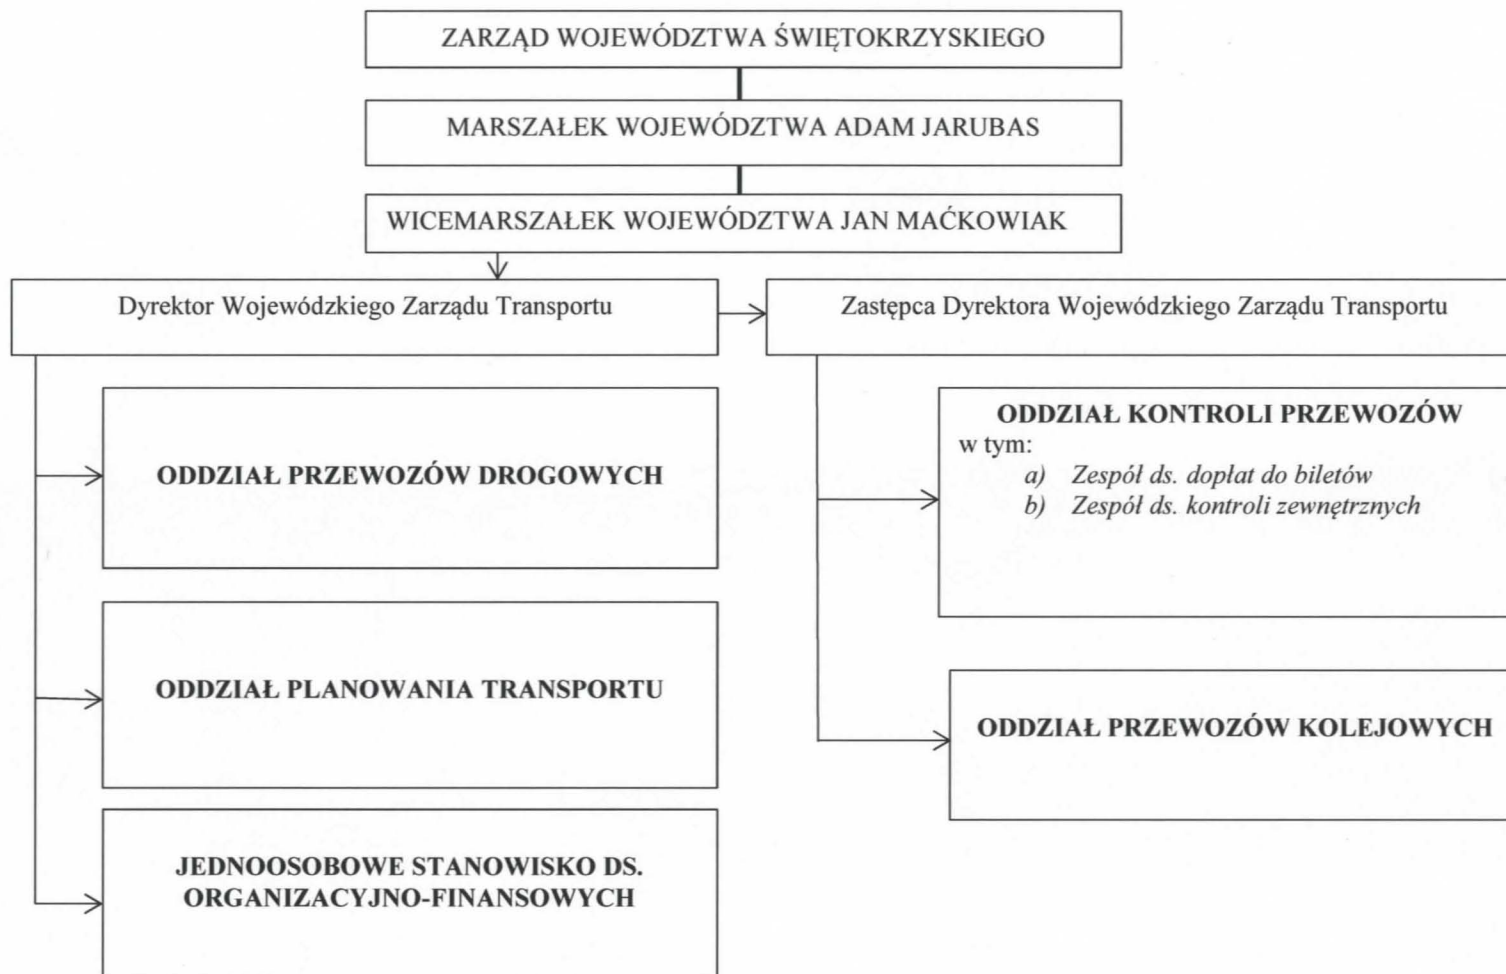 ZARZĄD WOJEWÓDZTWA ŚWIĘTOKRZYSKIEGO
MARSZAŁEK WOJEWÓDZTWA ADAM JARUBAS
WICEMARSZAŁEK WOJEWÓDZTWA JAN MAĆKOWIAK
Dyrektor Wojewódzkiego Zarządu Transportu
Zastępca Dyrektora Wojewódzkiego Zarządu Transportu
ODDZIAŁ PRZEWOZÓW DROGOWYCH
ODDZIAŁ PLANOWANIA TRANSPORTU
JEDNOOSOBOWE STANOWISKO DS.
ORGANIZACYJNO-FINANSOWYCH
ODDZIAŁ KONTROLI PRZEWOZÓW
w tym:
a) Zespół ds. dopłat do biletów
b) Zespół ds. kontroli zewnętrznych
ODDZIAŁ PRZEWOZÓW KOLEJOWYCH